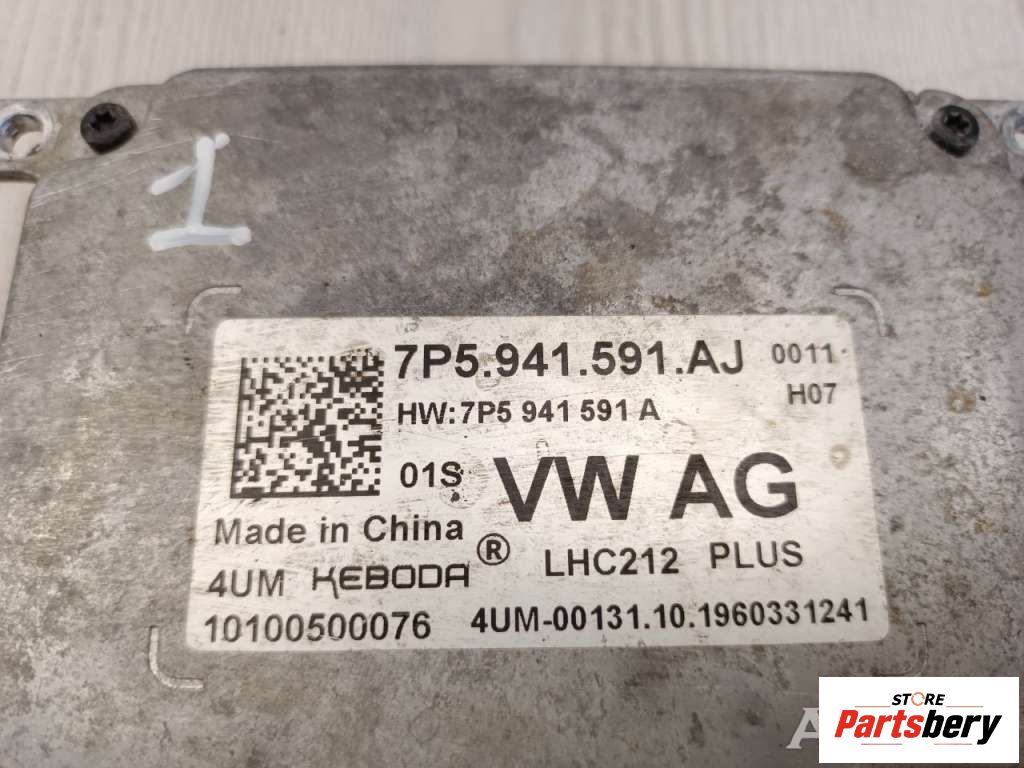 1
7P5.941.591.AJ 0011
H07
HW:7P5 941 591 A
01S VW AG
Made in China
4UM KEBODA ® LHC212 PLUS
10100500076 4UM-00131.10.1960331241
STORE
Partsbery